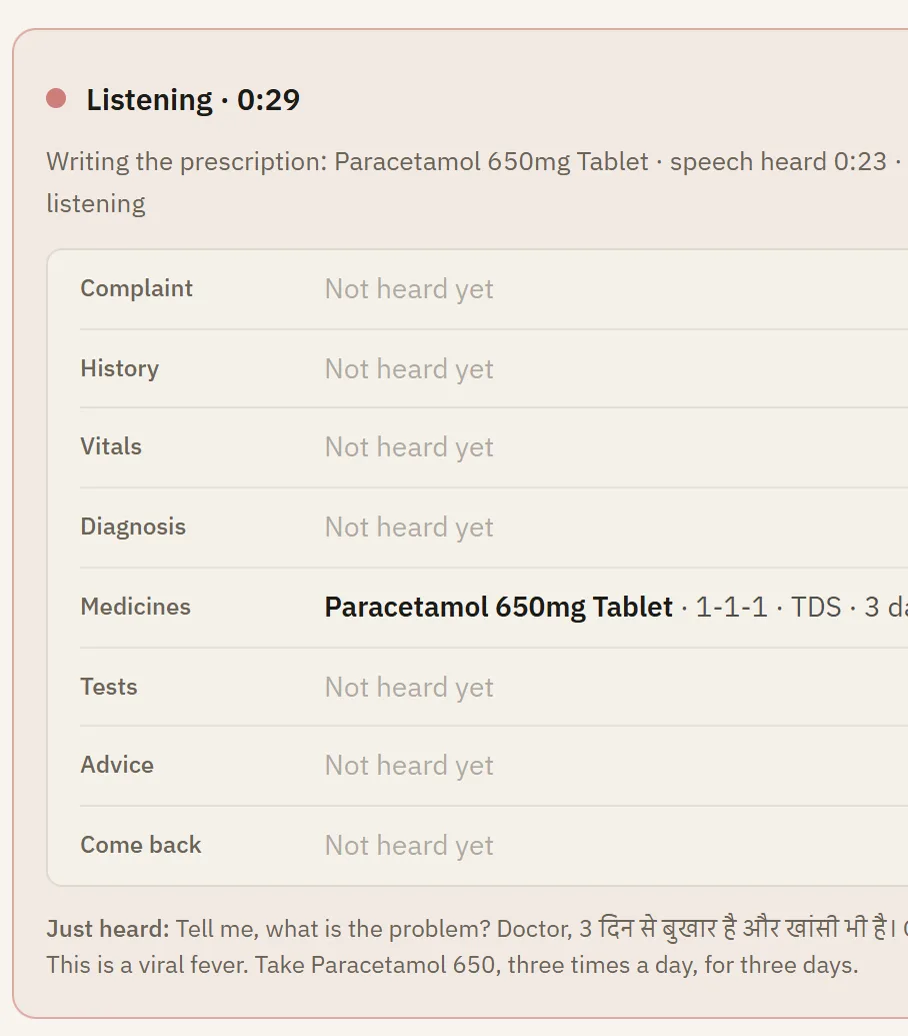 Listening · 0:29
Writing the prescription: Paracetamol 650mg Tablet · speech heard 0:23 ·
listening
Complaint Not heard yet
History Not heard yet
Vitals Not heard yet
Diagnosis Not heard yet
Medicines Paracetamol 650mg Tablet · 1-1-1 · TDS · 3
Tests Not heard yet
Advice Not heard yet
Come back Not heard yet
Just heard: Tell me, what is the problem? Doctor, 3 दिन से बुखार है और खांसी भी है।
This is a viral fever. Take Paracetamol 650, three times a day, for three days.